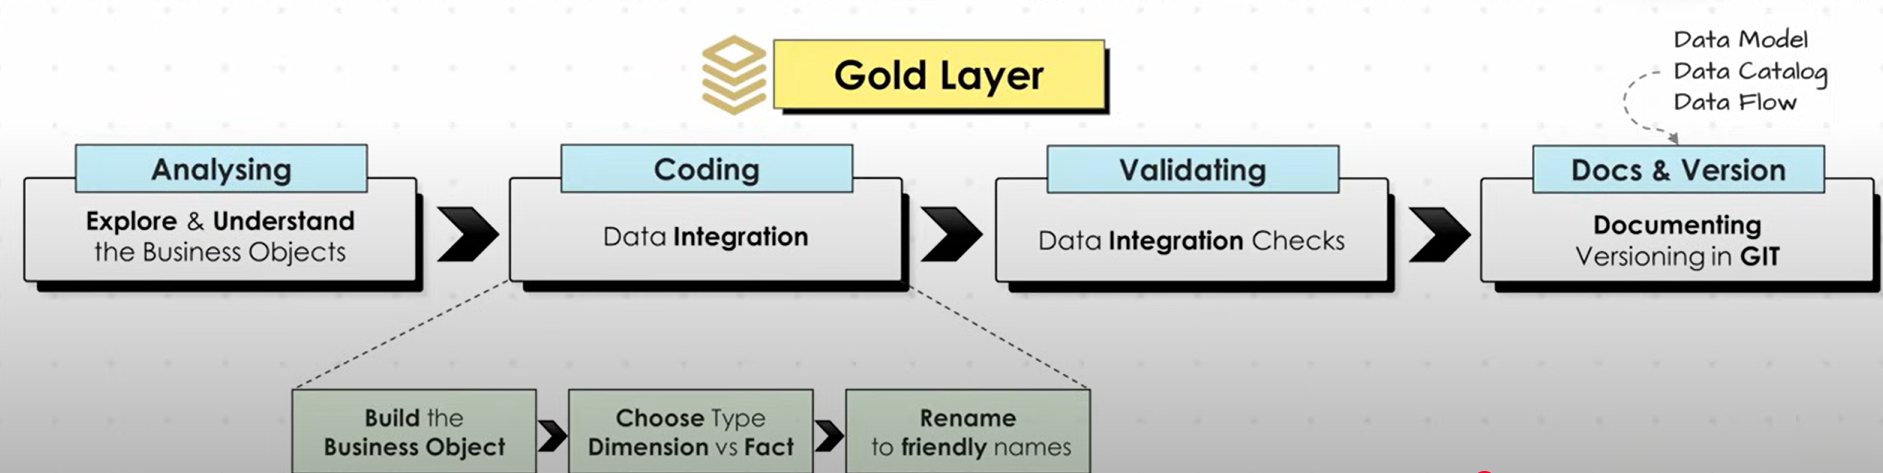 Gold Layer
Data Model
Data Catalog
Data Flow
Analysing
Explore & Understand
the Business Objects
Coding
Data Integration
Validating
Data Integration Checks
Docs & Version
Documenting
Versioning in GIT
Build the
Business Object
Choose Type
Dimension vs Fact
Rename
to friendly names